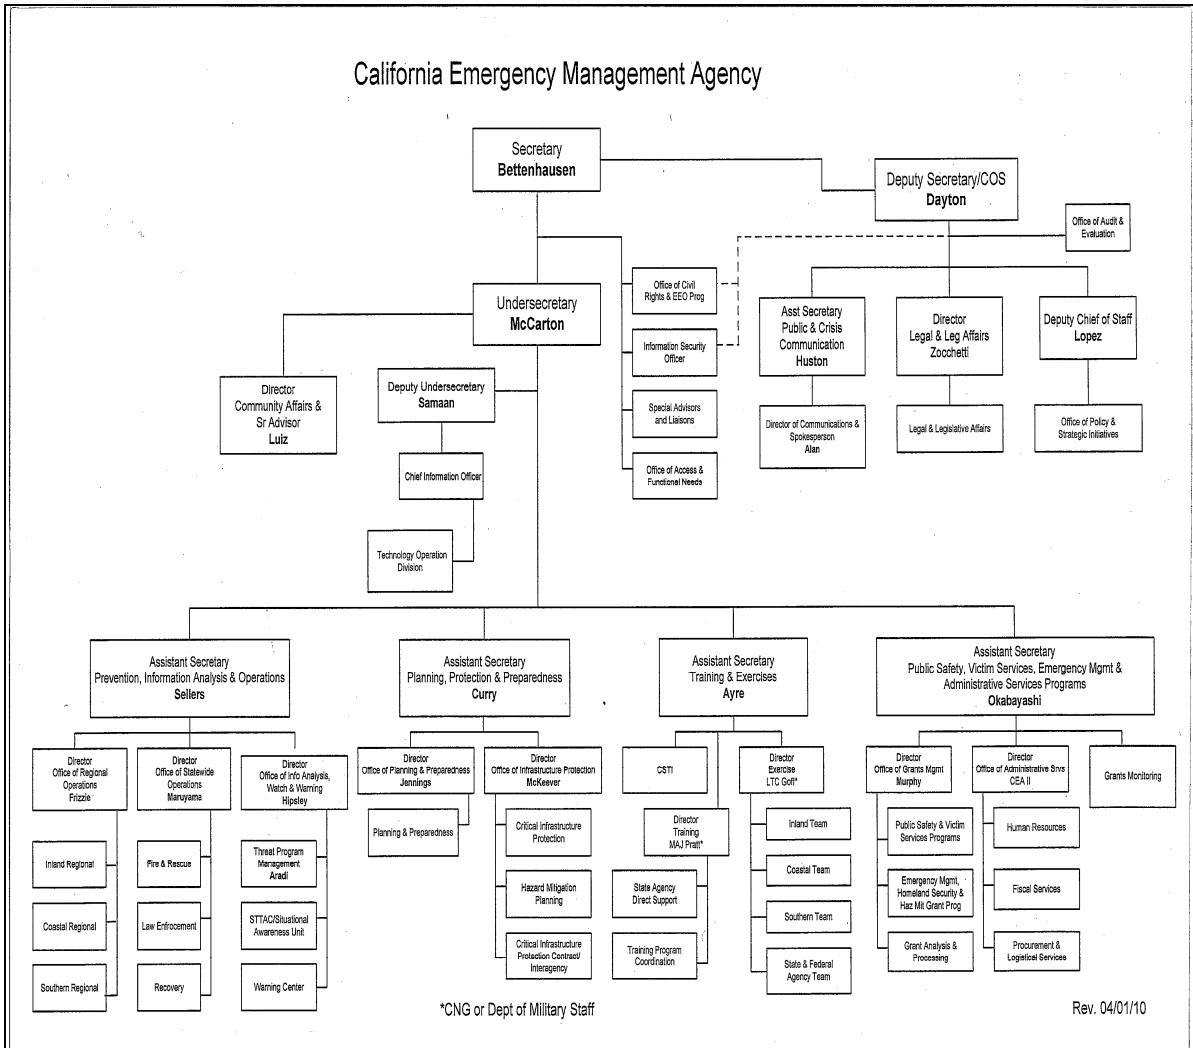 California Emergency Management Agency
Secretary
Bettenhausen
Deputy Secretary/COS
Dayton
Office of Audit &
Evaluation
Office of Civil
Rights & EEO Prog
Undersecretary
McCarton
Asst Secretary
Public & Crisis
Communication
Huston
Director
Legal & Leg Affairs
Zocchetti
Deputy Chief of Staff
Lopez
Information Security
Officer
Director
Community Affairs &
Sr Advisor
Luiz
Deputy Undersecretary
Samaan
Special Advisors
and Liaisons
Director of Communications &
Spokesperson
Alan
Legal & Legislative Affairs
Office of Policy &
Strategic Initiatives
Chief Information Officer
Office of Access &
Functional Needs
Technology Operation
Division
Assistant Secretary
Prevention, Information Analysis & Operations
Sellers
Assistant Secretary
Planning, Protection & Preparedness
Curry
Assistant Secretary
Training & Exercises
Ayre
Assistant Secretary
Public Safety, Victim Services, Emergency Mgmt &
Administrative Services Programs
Okabayashi
Director
Office of Regional
Operations
Frizzie
Director
Office of Statewide
Operations
Maruyama
Director
Office of Info Analysis,
Watch & Warning
Hipsley
Director
Office of Planning & Preparedness
Jennings
Director
Office of Infrastructure Protection
McKeever
CSTI
Director
Exercise
LTC Goff*
Director
Office of Grants Mgmt
Murphy
Director
Office of Administrative Srvs
CEA II
Grants Monitoring
Inland Regional
Fire & Rescue
Threat Program
Management
Aradi
Planning & Preparedness
Critical Infrastructure
Protection
Director
Training
MAJ Pratt*
Inland Team
Public Safety & Victim
Services Programs
Human Resources
Coastal Regional
Law Enfrocement
STTAC/Situational
Awareness Unit
Hazard Mitigation
Planning
State Agency
Direct Support
Coastal Team
Emergency Mgmt,
Homeland Security &
Haz Mit Grant Prog
Fiscal Services
Southern Regional
Recovery
Warning Center
Critical Infrastructure
Protection Contract/
Interagency
Training Program
Coordination
Southern Team
State & Federal
Agency Team
Grant Analysis &
Processing
Procurement &
Logistical Services
*CNG or Dept of Military Staff
Rev. 04/01/10